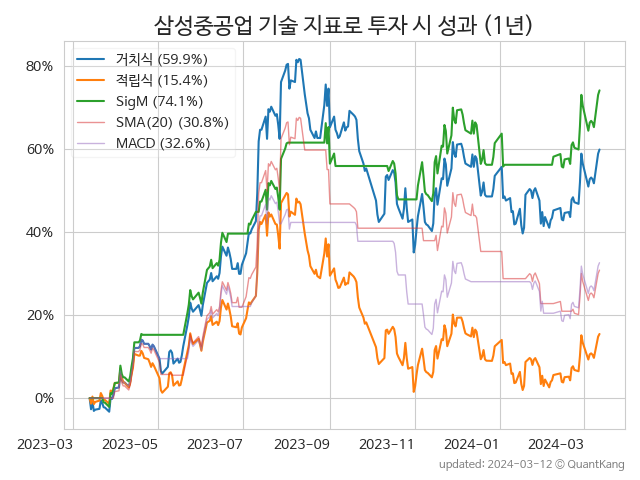 삼성중공업 기술 지표로 투자 시 성과 (1년)
거치식 (59.9%)
적립식 (15.4%)
SigM (74.1%)
SMA(20) (30.8%)
MACD (32.6%)
80%
60%
40%
20%
0%
2023-03 2023-05 2023-07 2023-09 2023-11 2024-01 2024-03
updated: 2024-03-12 © QuantKang